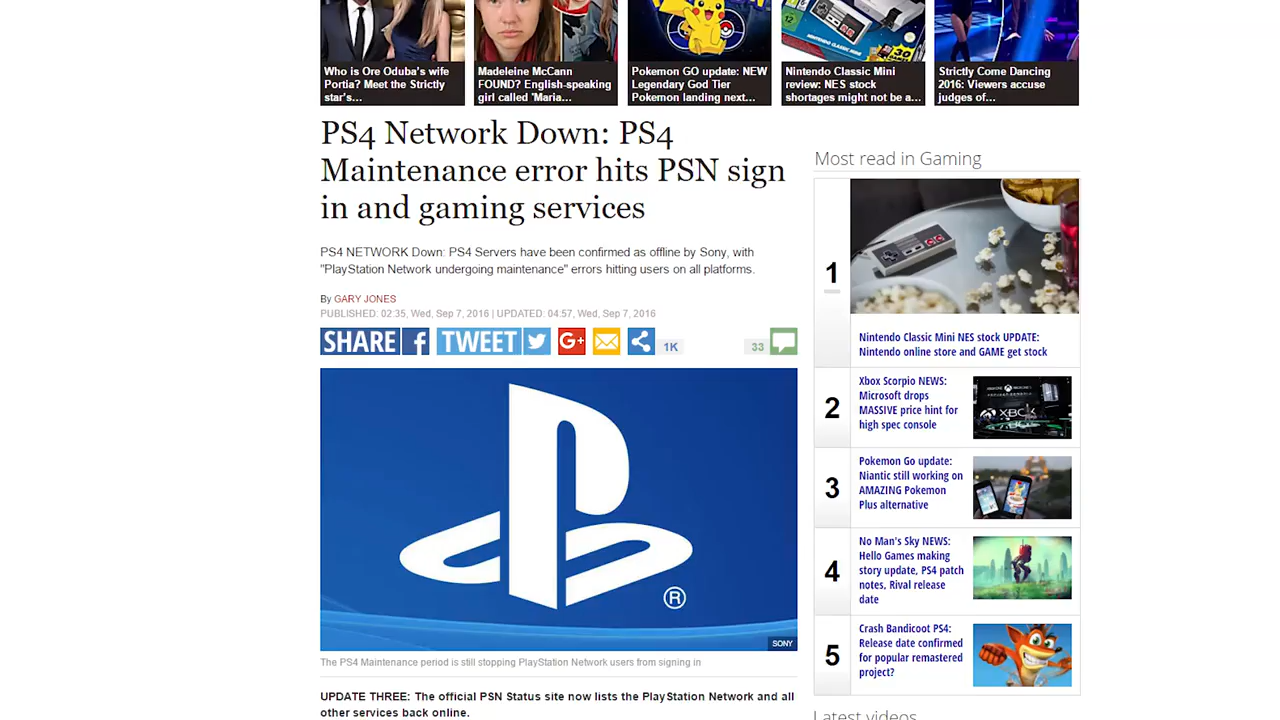 Who is Ore Oduba's wife
Portia? Meet the Strictly
star's…
Madeleine McCann
FOUND? English-speaking
girl called 'Maria...
Pokemon GO update: NEW
Legendary God Tier
Pokemon landing next...
Nintendo Classic Mini
review: NES stock
shortages might not be a...
Strictly Come Dancing
2016: Viewers accuse
judges of...
PS4 Network Down: PS4
Maintenance error hits PSN sign
in and gaming services
PS4 NETWORK Down: PS4 Servers have been confirmed as offline by Sony, with
"PlayStation Network undergoing maintenance" errors hitting users on all platforms.
By GARY JONES
PUBLISHED: 02:35, Wed, Sep 7, 2016 | UPDATED: 04:57, Wed, Sep 7, 2016
SHARE f TWEET G+ 1K 33
®
SONY
The PS4 Maintenance period is still stopping PlayStation Network users from signing in
UPDATE THREE: The official PSN Status site now lists the PlayStation Network and all
other services back online.
Most read in Gaming
1
Nintendo Classic Mini NES stock UPDATE:
Nintendo online store and GAME get stock
2
Xbox Scorpio NEWS:
Microsoft drops
MASSIVE price hint for
high spec console
XBOX
3
Pokemon Go update:
Niantic still working on
AMAZING Pokemon
Plus alternative
4
No Man's Sky NEWS:
Hello Games making
story update, PS4 patch
notes, Rival release
date
5
Crash Bandicoot PS4:
Release date confirmed
for popular remastered
project?
Latest videos